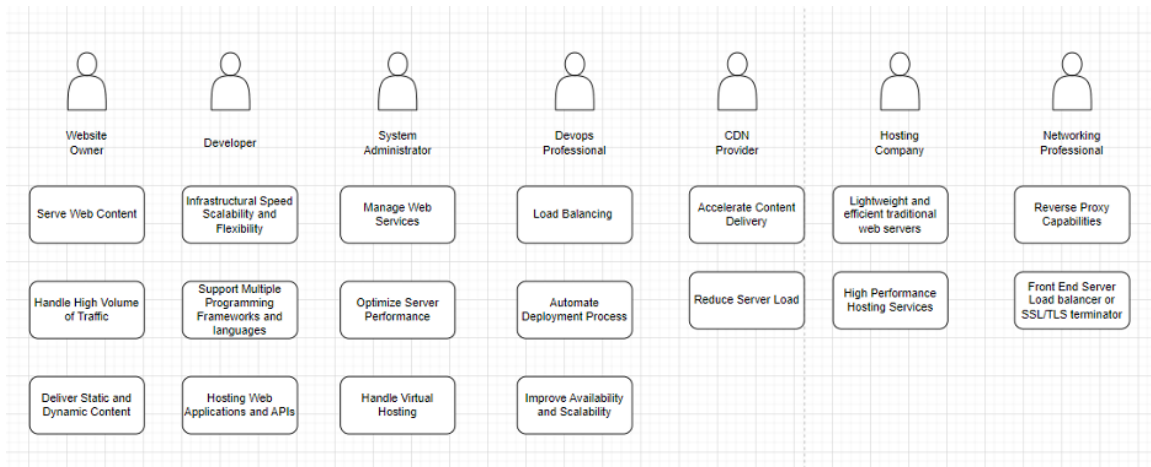 Website
Owner
Developer
System
Administrator
Devops
Professional
CDN
Provider
Hosting
Company
Networking
Professional
Serve Web Content
Infrastructural Speed
Scalability and
Flexibility
Manage Web
Services
Load Balancing
Accelerate Content
Delivery
Lightweight and
efficient traditional
web servers
Reverse Proxy
Capabilities
Handle High Volume
of Traffic
Support Multiple
Programming
Frameworks and
languages
Optimize Server
Performance
Automate
Deployment Process
Reduce Server Load
High Performance
Hosting Services
Front End Server
Load balancer or
SSL/TLS terminator
Deliver Static and
Dynamic Content
Hosting Web
Applications and APIs
Handle Virtual
Hosting
Improve Availability
and Scalability